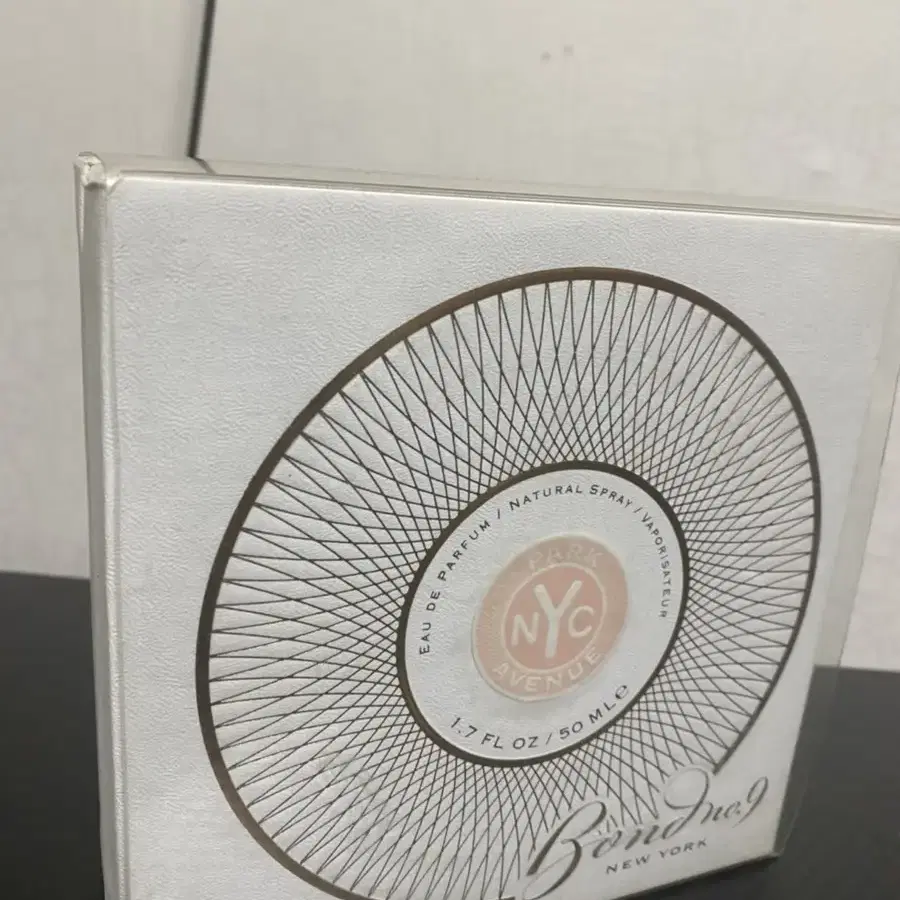 EAU DE PARFUM / NATURAL SPRAY / VAPORISATEUR
PARK
NYC
AVENUE
1.7 FL OZ / 50 ML℮
Bond no.9
NEW YORK